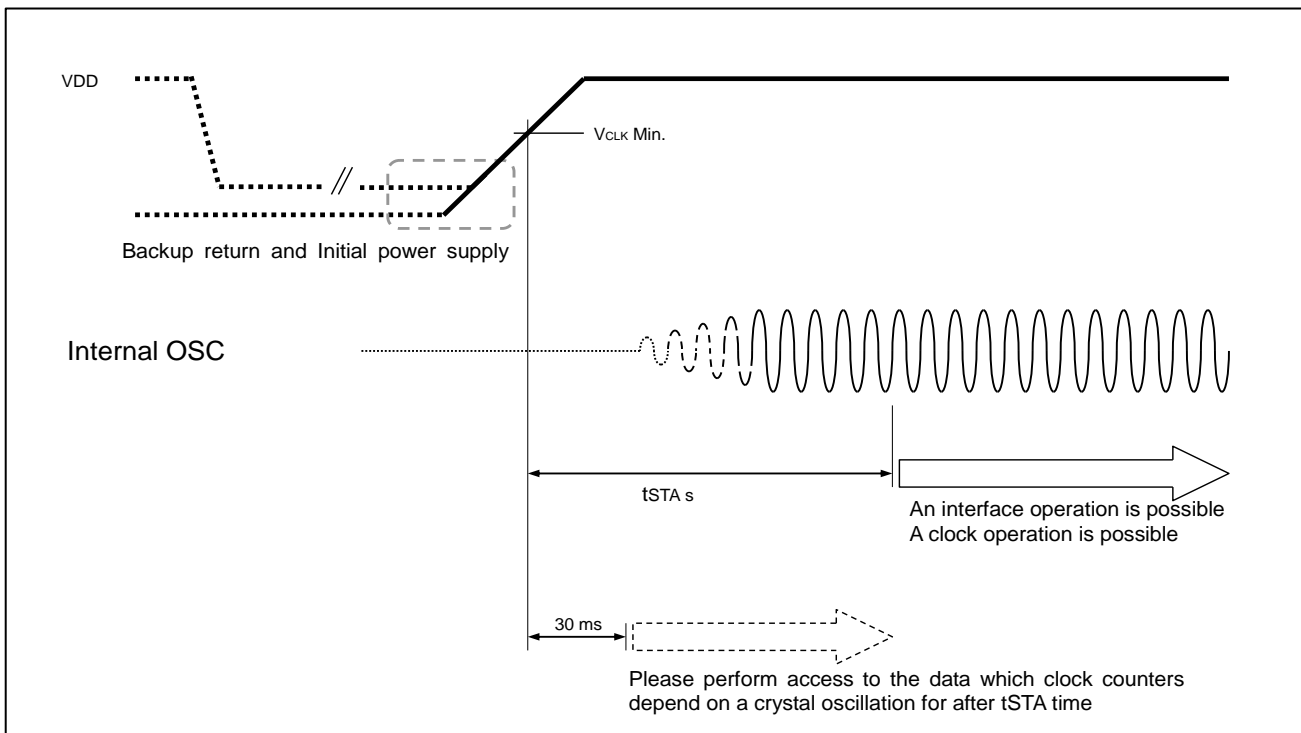 VDD
VCLK Min.
Backup return and Initial power supply
Internal OSC
tSTA s
An interface operation is possible
A clock operation is possible
30 ms
Please perform access to the data which clock counters
depend on a crystal oscillation for after tSTA time